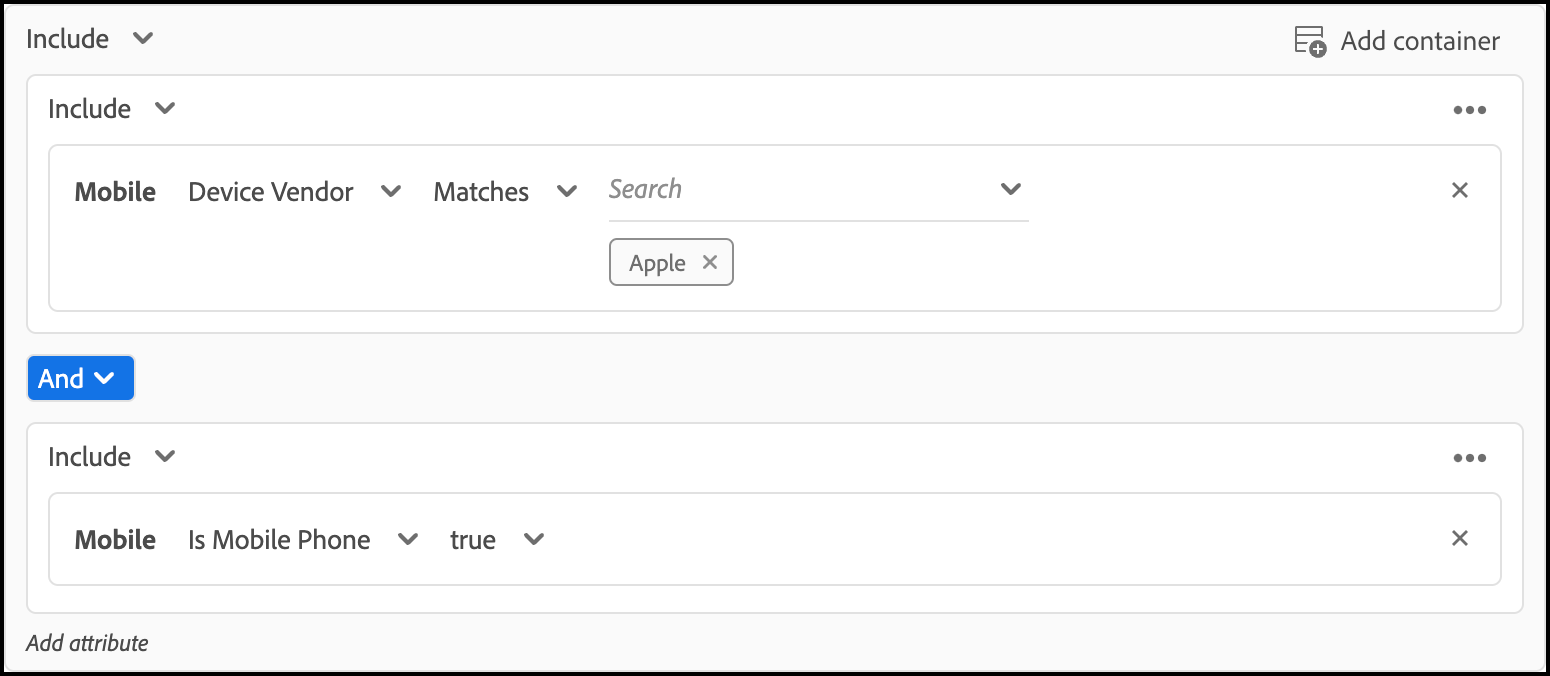 Include
Add container
Include
Mobile Device Vendor Matches Search
Apple
And
Include
Mobile Is Mobile Phone true
Add attribute